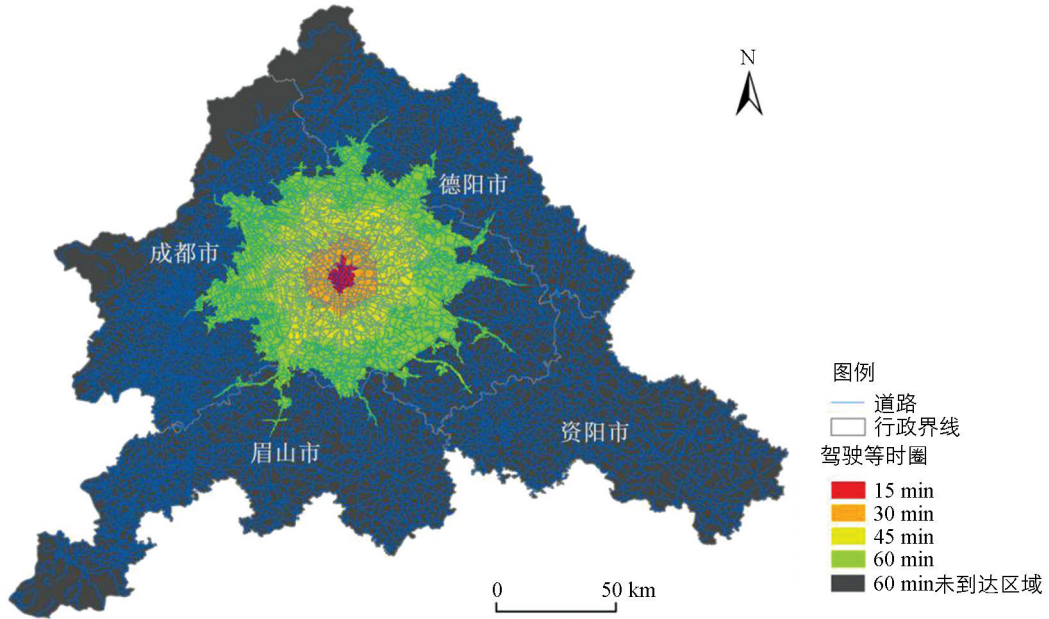 N
德阳市
成都市
资阳市
眉山市
图例
道路
行政界线
驾驶等时圈
15 min
30 min
45 min
60 min
60 min未到达区域
0 50 km